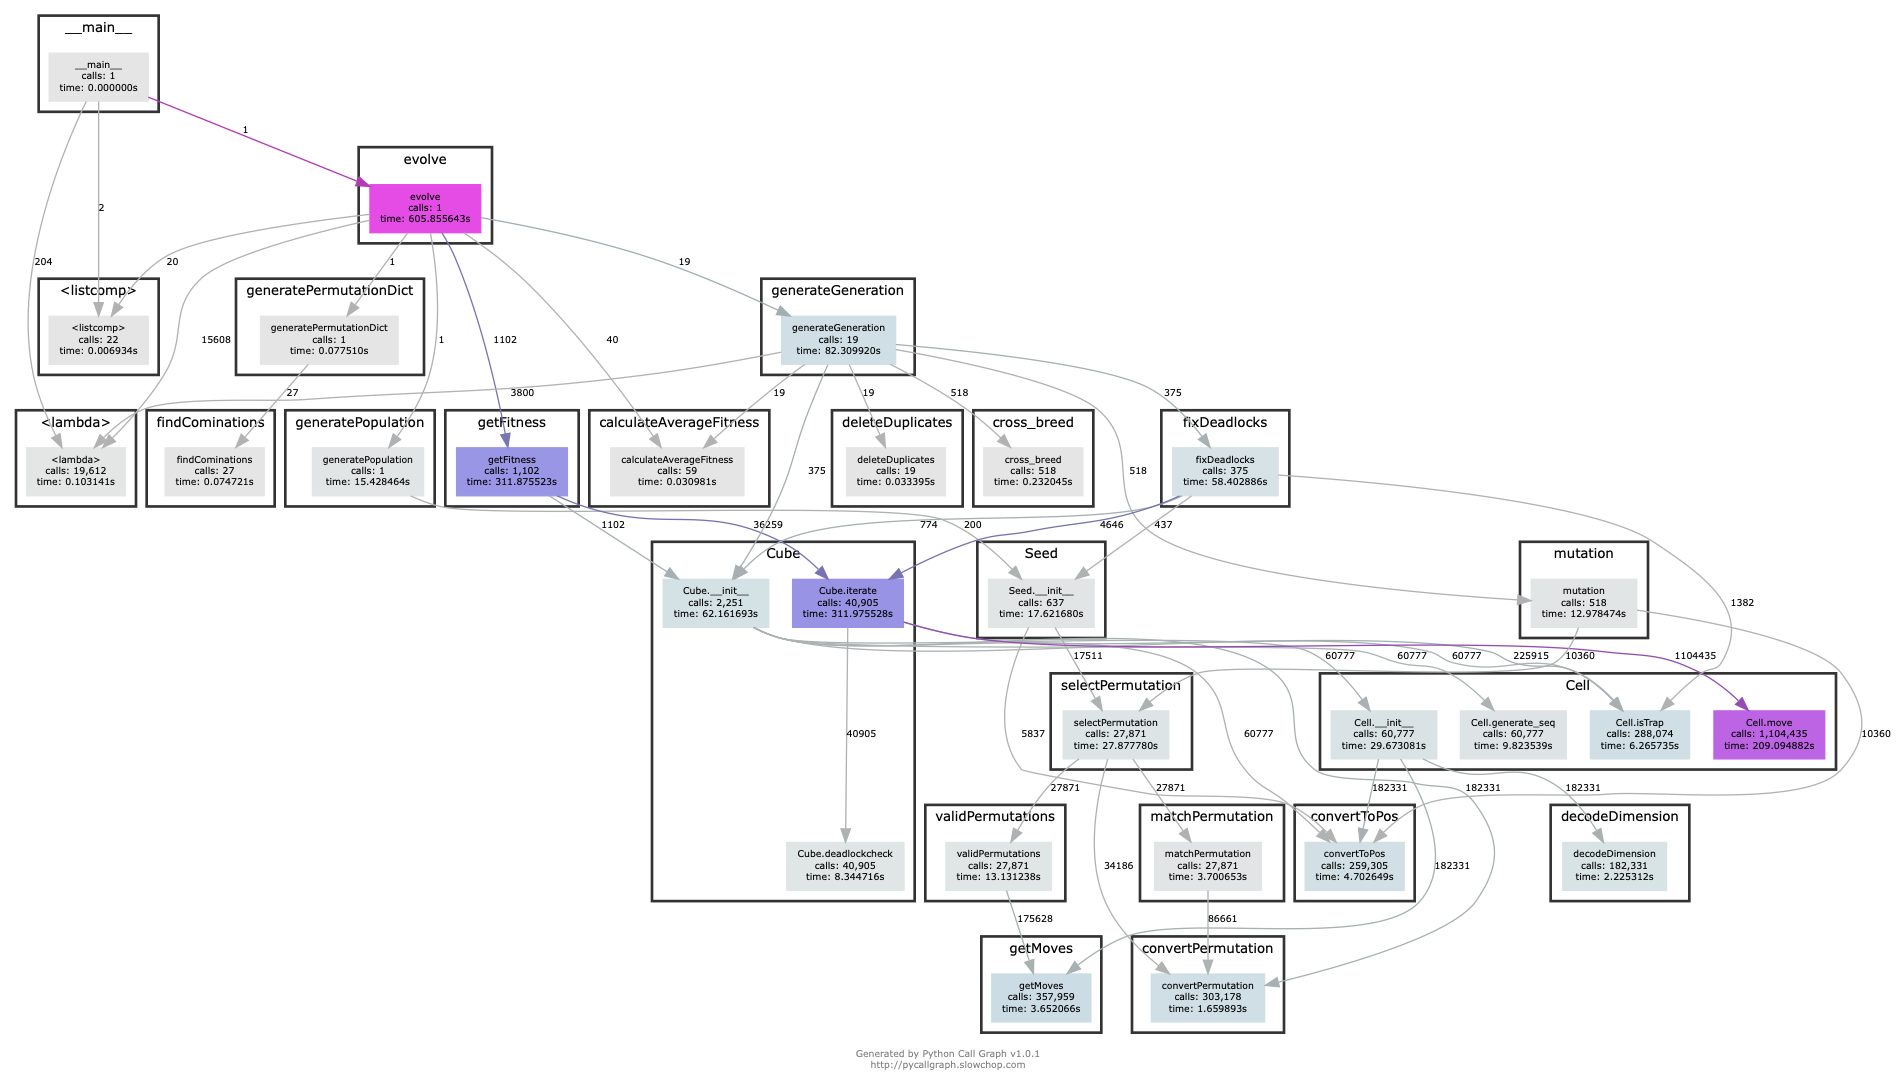 __main__
__main__
calls: 1
time: 0.000000s
1
evolve
evolve
calls: 1
time: 605.855643s
2
204
20
1
19
<listcomp>
<listcomp>
calls: 22
time: 0.006934s
generatePermutationDict
generatePermutationDict
calls: 1
time: 0.077510s
generateGeneration
generateGeneration
calls: 19
time: 82.309920s
15608
1
1102
40
27
3800
19
19
518
375
<lambda>
<lambda>
calls: 19,612
time: 0.103141s
findCominations
findCominations
calls: 27
time: 0.074721s
generatePopulation
generatePopulation
calls: 1
time: 15.428464s
getFitness
getFitness
calls: 1,102
time: 311.875523s
calculateAverageFitness
calculateAverageFitness
calls: 59
time: 0.030981s
deleteDuplicates
deleteDuplicates
calls: 19
time: 0.033395s
cross_breed
cross_breed
calls: 518
time: 0.232045s
fixDeadlocks
fixDeadlocks
calls: 375
time: 58.402886s
375
518
1102
36259
774
200
4646
437
Cube
Cube.__init__
calls: 2,251
time: 62.161693s
Cube.iterate
calls: 40,905
time: 311.975528s
Seed
Seed.__init__
calls: 637
time: 17.621680s
mutation
mutation
calls: 518
time: 12.978474s
1382
17511
60777
60777
60777
225915
10360
1104435
selectPermutation
selectPermutation
calls: 27,871
time: 27.877780s
Cell
Cell.__init__
calls: 60,777
time: 29.673081s
Cell.generate_seq
calls: 60,777
time: 9.823539s
Cell.isTrap
calls: 288,074
time: 6.265735s
Cell.move
calls: 1,104,435
time: 209.094882s
40905
5837
60777
10360
27871
27871
182331
182331
182331
validPermutations
validPermutations
calls: 27,871
time: 13.131238s
matchPermutation
matchPermutation
calls: 27,871
time: 3.700653s
convertToPos
convertToPos
calls: 259,305
time: 4.702649s
decodeDimension
decodeDimension
calls: 182,331
time: 2.225312s
Cube.deadlockcheck
calls: 40,905
time: 8.344716s
34186
182331
175628
86661
getMoves
getMoves
calls: 357,959
time: 3.652066s
convertPermutation
convertPermutation
calls: 303,178
time: 1.659893s
Generated by Python Call Graph v1.0.1
http://pycallgraph.slowchop.com